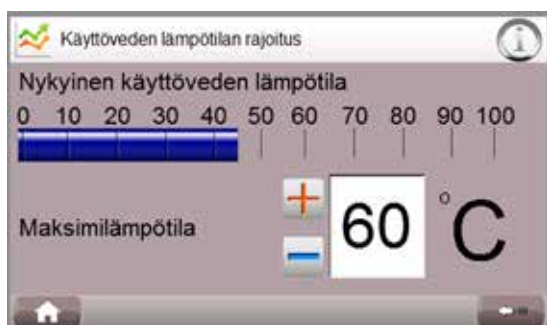 Käyttöveden lämpötilan rajoitus
Nykyinen käyttöveden lämpötila
0 10 20 30 40 50 60 70 80 90 100
Maksimilämpötila 60 °C